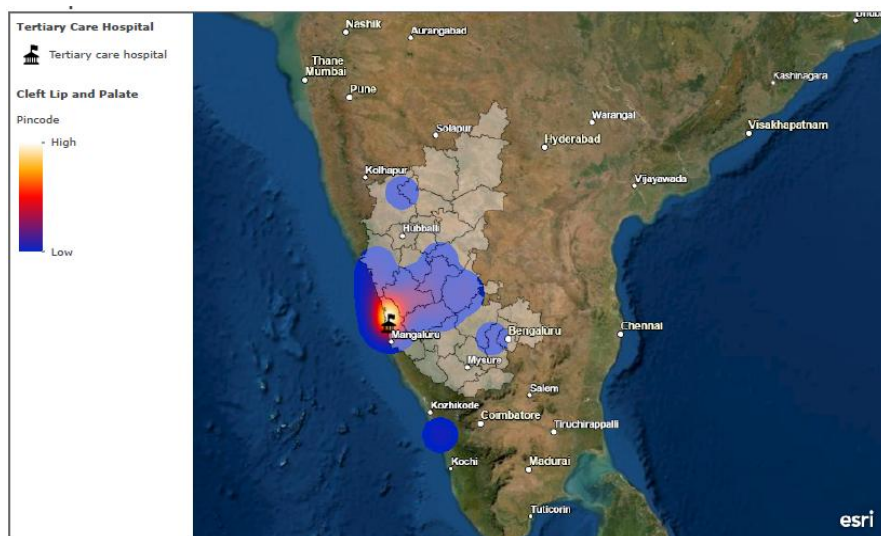 Tertiary Care Hospital
Tertiary care hospital
Cleft Lip and Palate
Pincode
High
Low
Nashik
Aurangabad
Thane
Mumbai
Pune
Kashinagara
Warangal
Solapur
Hyderabad
Visakhapatnam
Kolhapur
Vijayawada
Hubballi
Mangaluru
Bengaluru
Chennai
Mysure
Salem
Kozhikode
Coimbatore
Tiruchirappalli
Kochi
Madurai
Tuticorin
esri